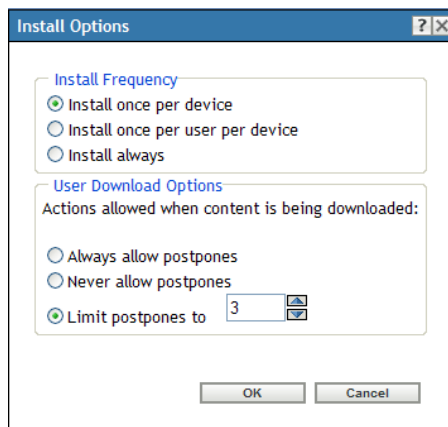 Install Options
Install Frequency
Install once per device
Install once per user per device
Install always
User Download Options
Actions allowed when content is being downloaded:
Always allow postpones
Never allow postpones
Limit postpones to 3
OK Cancel